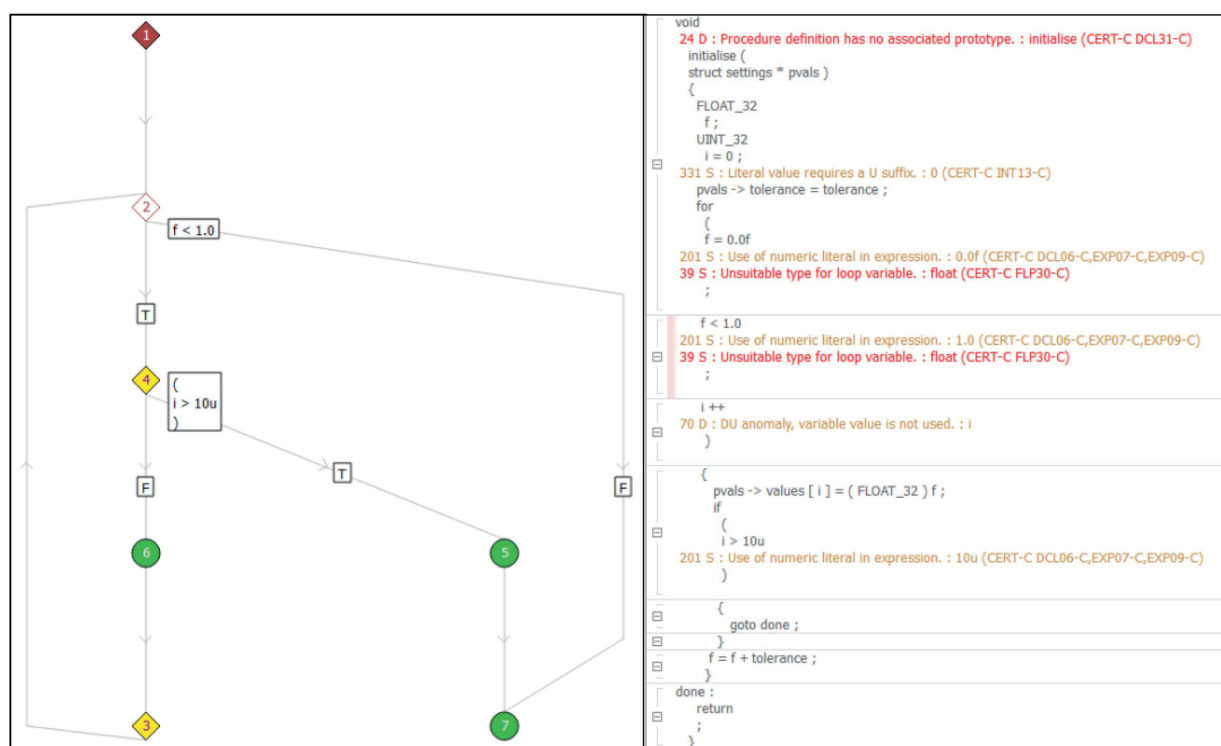 1
2
f < 1.0
T
4
(
i > 10u
)
F
T
F
6
5
3
7
void
24 D : Procedure definition has no associated prototype. : initialise (CERT-C DCL31-C)
initialise (
struct settings * pvals )
{
FLOAT_32
f ;
UINT_32
i = 0 ;
331 S : Literal value requires a U suffix. : 0 (CERT-C INT13-C)
pvals -> tolerance = tolerance ;
for
(
f = 0.0f
201 S : Use of numeric literal in expression. : 0.0f (CERT-C DCL06-C,EXP07-C,EXP09-C)
39 S : Unsuitable type for loop variable. : float (CERT-C FLP30-C)
;
f < 1.0
201 S : Use of numeric literal in expression. : 1.0 (CERT-C DCL06-C,EXP07-C,EXP09-C)
39 S : Unsuitable type for loop variable. : float (CERT-C FLP30-C)
;
i ++
70 D : DU anomaly, variable value is not used. : i
)
{
pvals -> values [ i ] = ( FLOAT_32 ) f ;
if
(
i > 10u
201 S : Use of numeric literal in expression. : 10u (CERT-C DCL06-C,EXP07-C,EXP09-C)
)
{
goto done ;
}
f = f + tolerance ;
}
done :
return
;
}